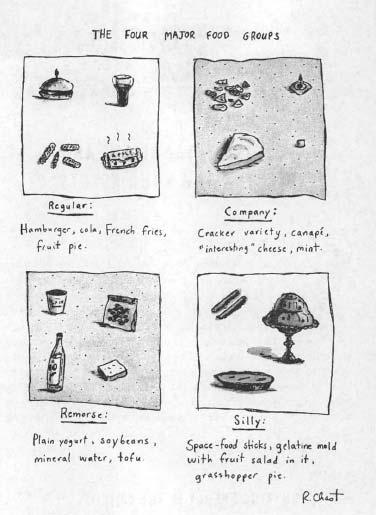 THE FOUR MAJOR FOOD GROUPS
APPLE
Regular:
Hamburger, cola, French fries,
fruit pie.
Company:
Cracker variety, canapé,
"interesting" cheese, mint.
Remorse:
Plain yogurt, soybeans,
mineral water, tofu.
Silly:
Space-food sticks, gelatine mold
with fruit salad in it,
grasshopper pie.
R. Chast